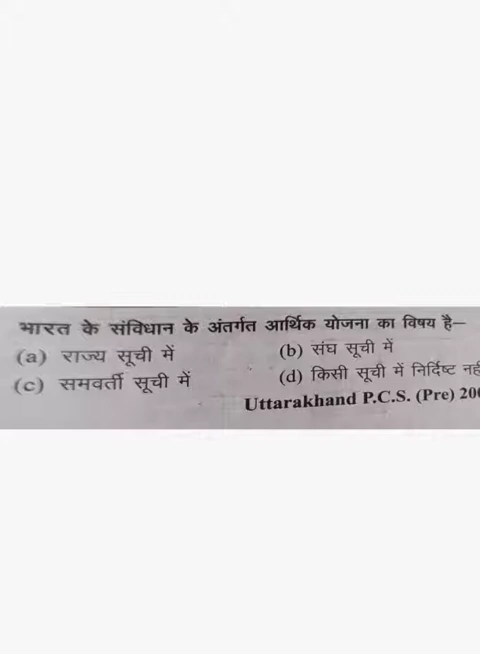 भारत के संविधान के अंतर्गत आर्थिक योजना का विषय है–
(a) राज्य सूची में (b) संघ सूची में
(c) समवर्ती सूची में (d) किसी सूची में निर्दिष्ट
Uttarakhand P.C.S. (Pre)